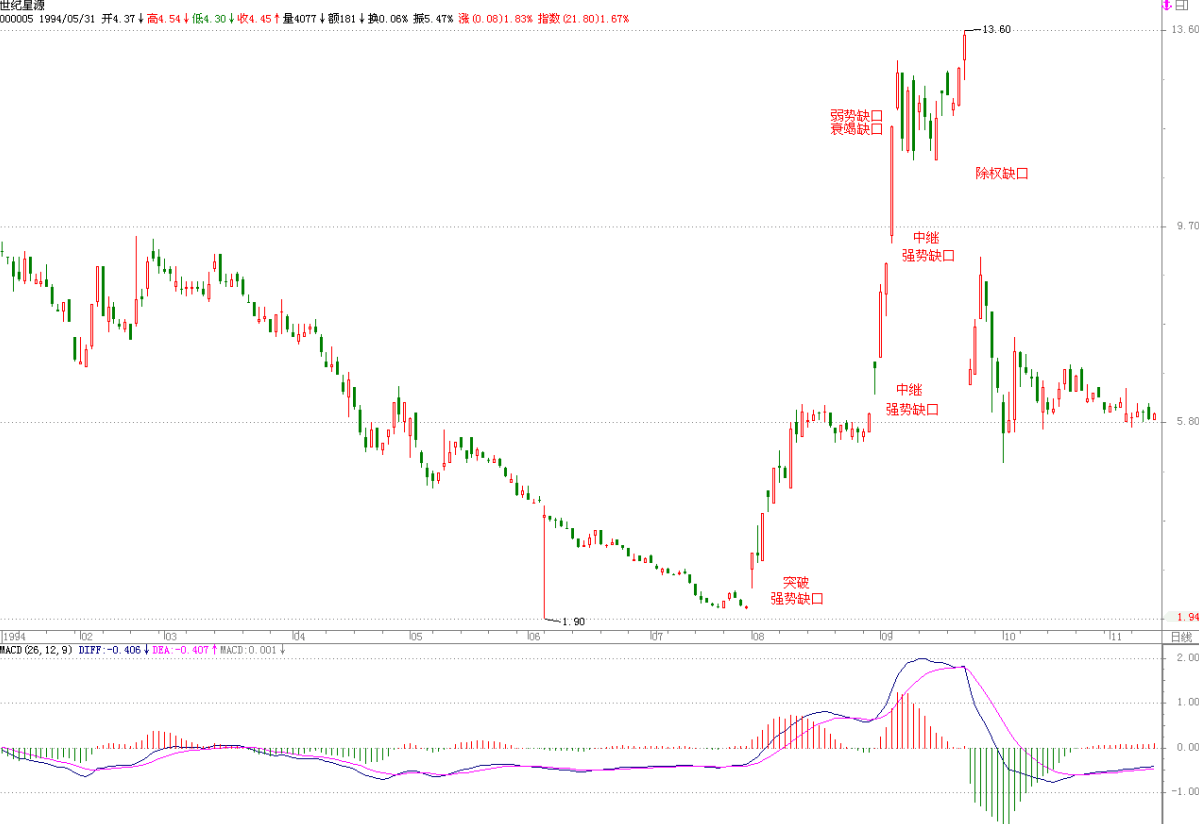 世纪星源
000005 1994/05/31 开4.37↓高4.54↓低4.30↓收4.45↑量4077↓额181↓换0.06% 振5.47% 涨(0.08)1.83% 指数(21.80)1.67%
13.60
13.60
弱势缺口
衰竭缺口
除权缺口
9.70
中继
强势缺口
中继
强势缺口
5.80
突破
强势缺口
1.90
1.94
1994 02 03 04 05 06 07 08 09 10 11 日线
MACD(26,12,9) DIFF:-0.406↓ DEA:-0.407↑ MACD:0.001↓
2.00
1.00
0.00
-1.00